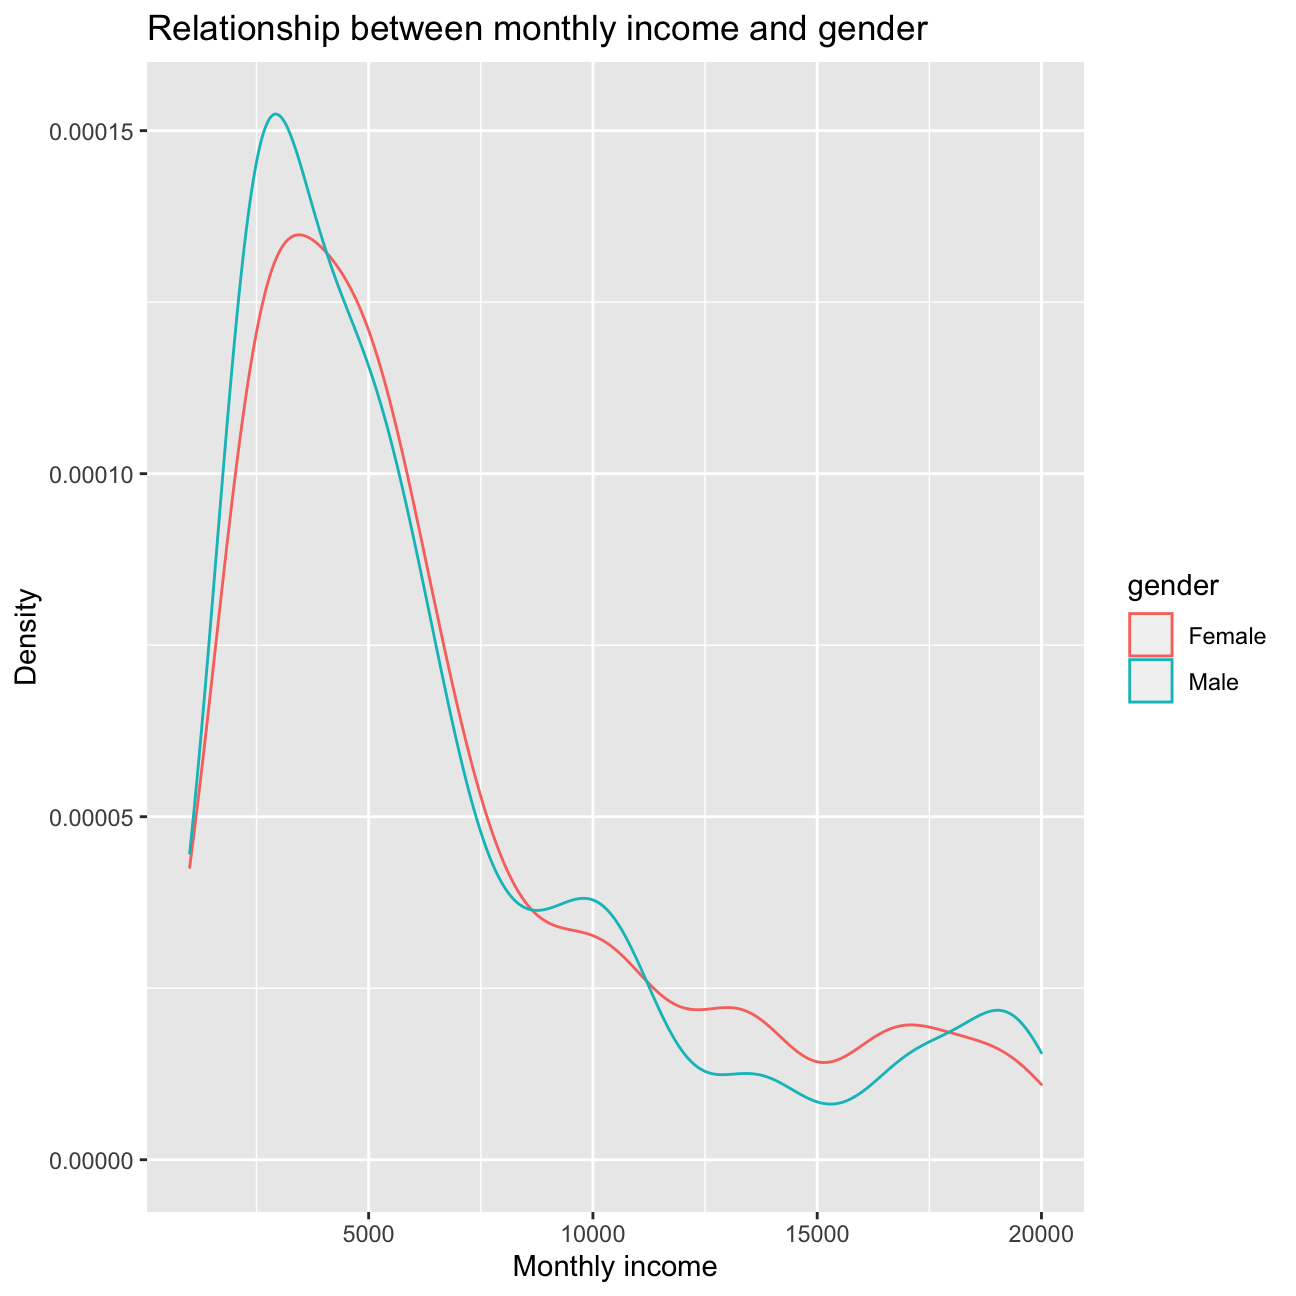 Relationship between monthly income and gender
0.00015
0.00010
0.00005
0.00000
Density
5000 10000 15000 20000
Monthly income
gender
Female
Male